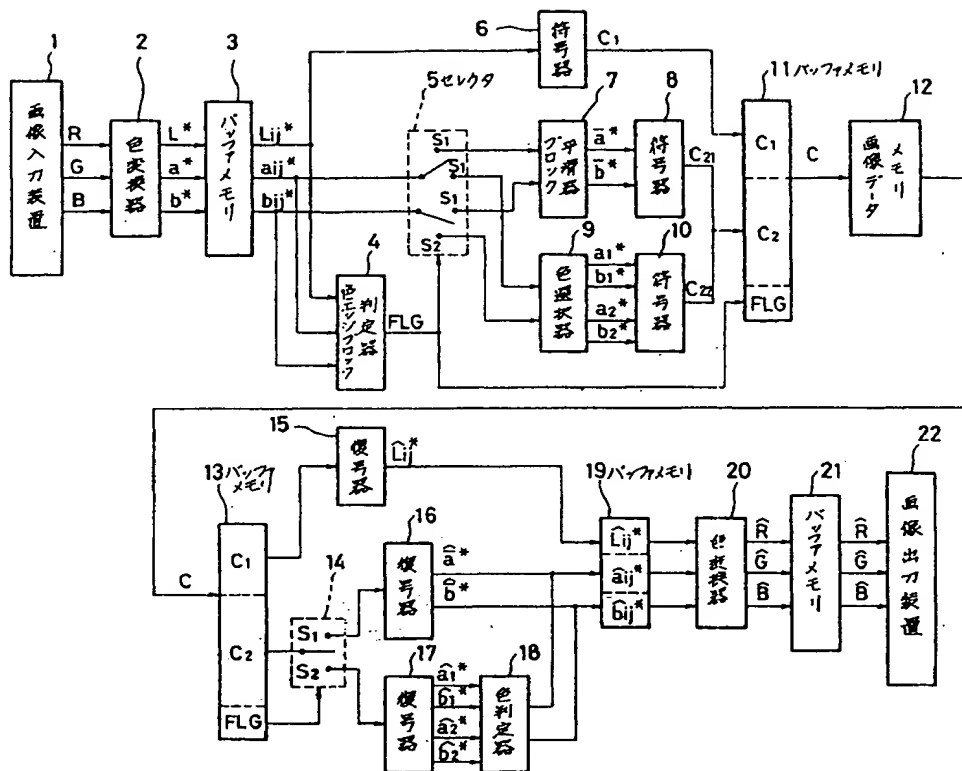 1
画像入力装置
R
G
B
2
色変換器
L*
a*
b*
3
バッファメモリ
Lij*
aij*
bij*
4
色エッジブロック
判定器
FLG
5 セレクタ
S1
S1
S1
S2
6
符号器
C1
7
ブロック
平滑器
a̅*
b̅*
8
符号器
C21
9
色選択器
a1*
b1*
a2*
b2*
10
符号器
C22
11 バッファメモリ
C1
C2
FLG
C
12
画像データ
メモリ
C
13 バッファ
メモリ
C1
C2
FLG
14
S1
S2
15
復号器
L̂ij*
16
復号器
a̅̂*
b̅̂*
17
復号器
â1*
b̂1*
â2*
b̂2*
18
色判定器
19 バッファメモリ
L̂ij*
âij*
b̂ij*
20
色変換器
R̂
Ĝ
B̂
21
バッファメモリ
R̂
Ĝ
B̂
22
画像出力装置